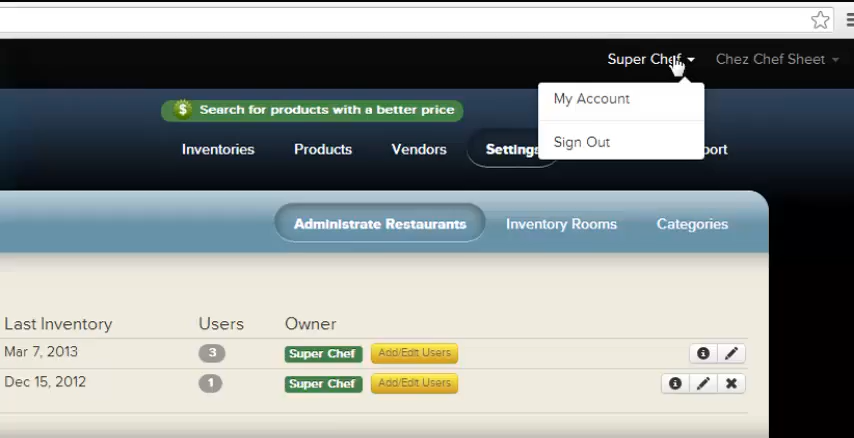 Super Chef Chez Chef Sheet
My Account
$ Search for products with a better price
Sign Out
Inventories Products Vendors Settings
Administrate Restaurants Inventory Rooms Categories
Last Inventory Users Owner
Mar 7, 2013 3 Super Chef Add/Edit Users
Dec 15, 2012 1 Super Chef Add/Edit Users